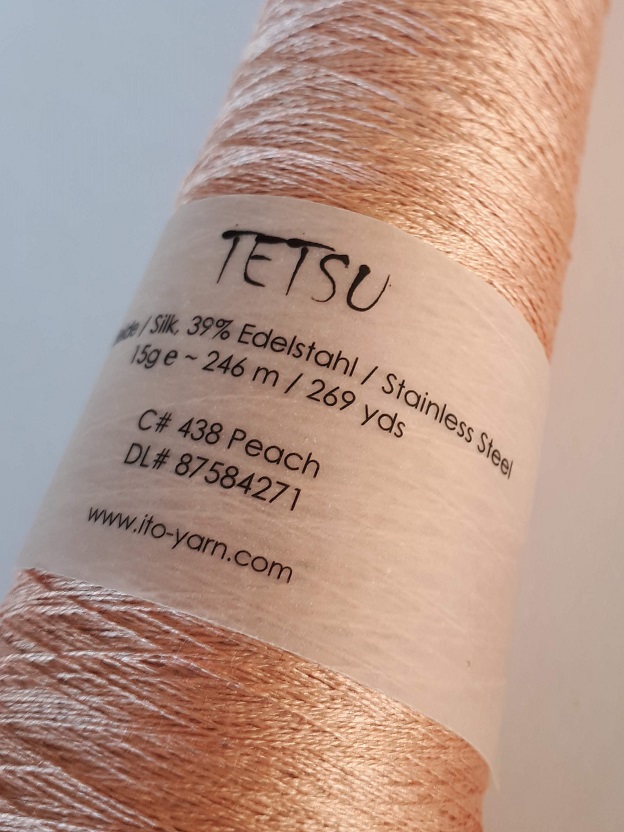 TETSU
/ Silk, 39% Edelstahl / Stainless Steel
15g e ~ 246 m / 269 yds
C# 438 Peach
DL# 87584271
www.ito-yarn.com